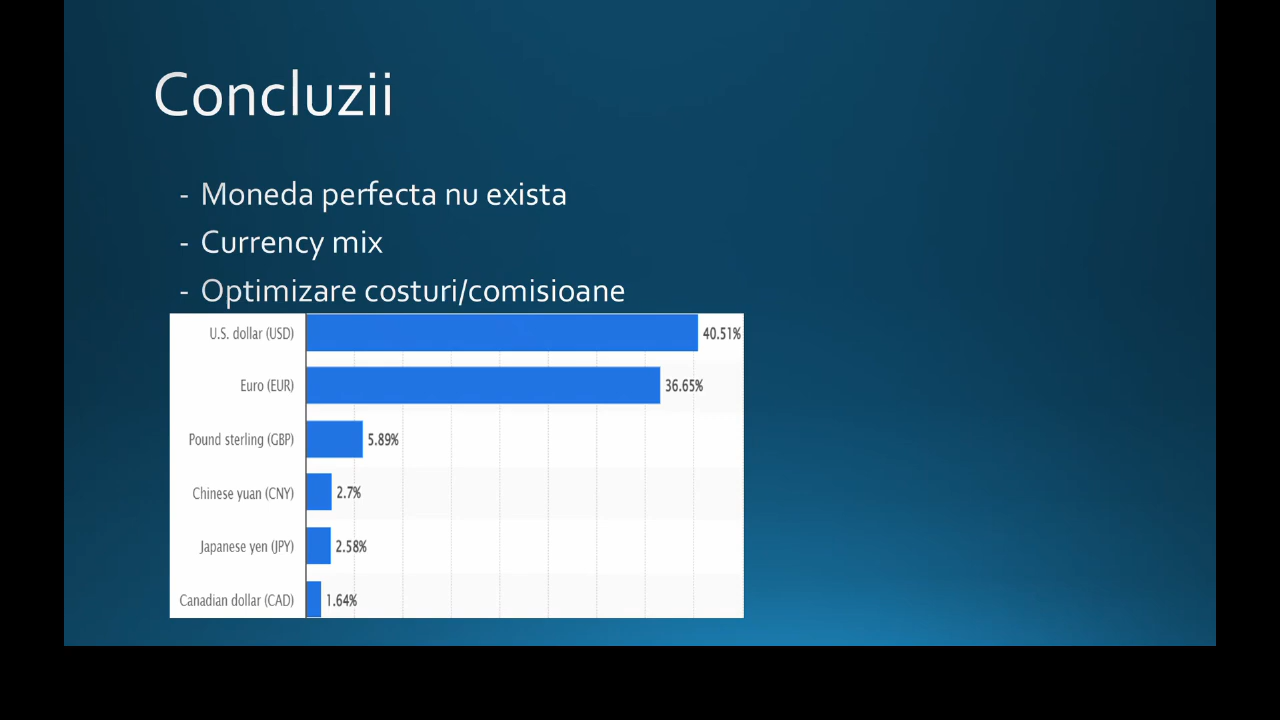 Concluzii
- Moneda perfecta nu exista
- Currency mix
- Optimizare costuri/comisioane
U.S. dollar (USD) 40.51%
Euro (EUR) 36.65%
Pound sterling (GBP) 5.89%
Chinese yuan (CNY) 2.7%
Japanese yen (JPY) 2.58%
Canadian dollar (CAD) 1.64%